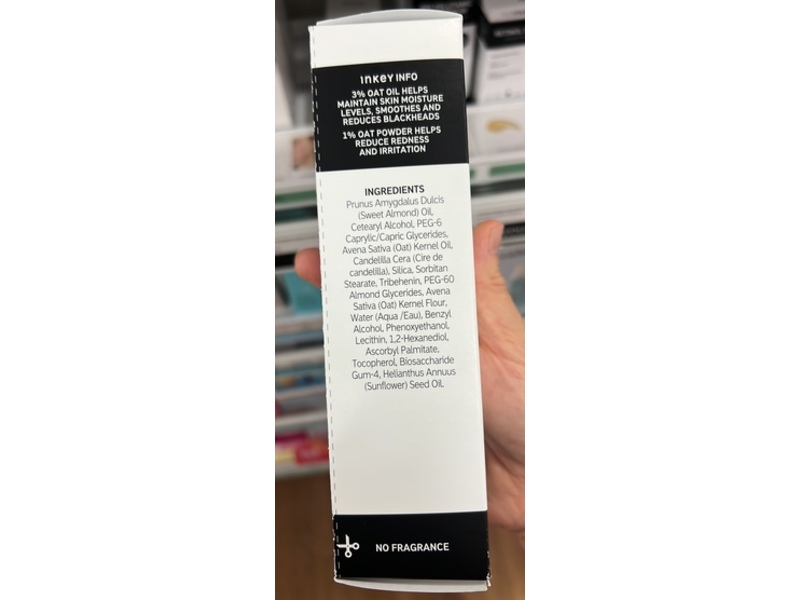 INKEY INFO
3% OAT OIL HELPS
MAINTAIN SKIN MOISTURE
LEVELS, SMOOTHES AND
REDUCES BLACKHEADS
1% OAT POWDER HELPS
REDUCE REDNESS
AND IRRITATION
INGREDIENTS
Prunus Amygdalus Dulcis
(Sweet Almond) Oil,
Cetearyl Alcohol, PEG-6
Caprylic/Capric Glycerides,
Avena Sativa (Oat) Kernel Oil,
Candelilla Cera (Cire de
candelilla), Silica, Sorbitan
Stearate, Tribehenin, PEG-60
Almond Glycerides, Avena
Sativa (Oat) Kernel Flour,
Water (Aqua /Eau), Benzyl
Alcohol, Phenoxyethanol,
Lecithin, 1,2-Hexanediol,
Ascorbyl Palmitate,
Tocopherol, Biosaccharide
Gum-4, Helianthus Annuus
(Sunflower) Seed Oil.
NO FRAGRANCE